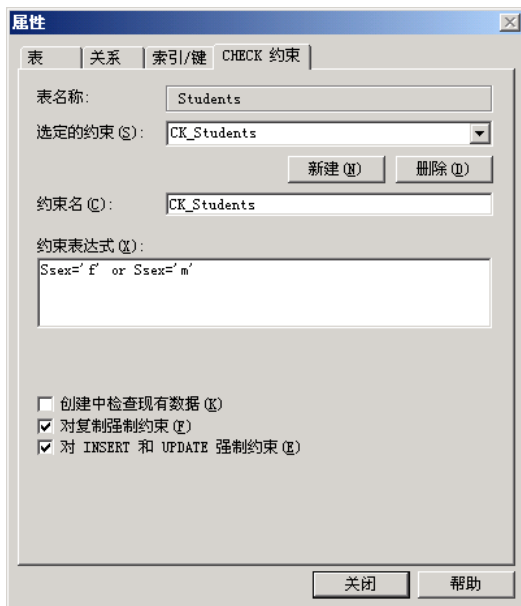 属性
表 关系 索引/键 CHECK 约束
表名称: Students
选定的约束(S): CK_Students
新建(N) 删除(D)
约束名(C): CK_Students
约束表达式(X):
Ssex='f' or Ssex='m'
创建中检查现有数据(K)
对复制强制约束(F)
对 INSERT 和 UPDATE 强制约束(E)
关闭 帮助